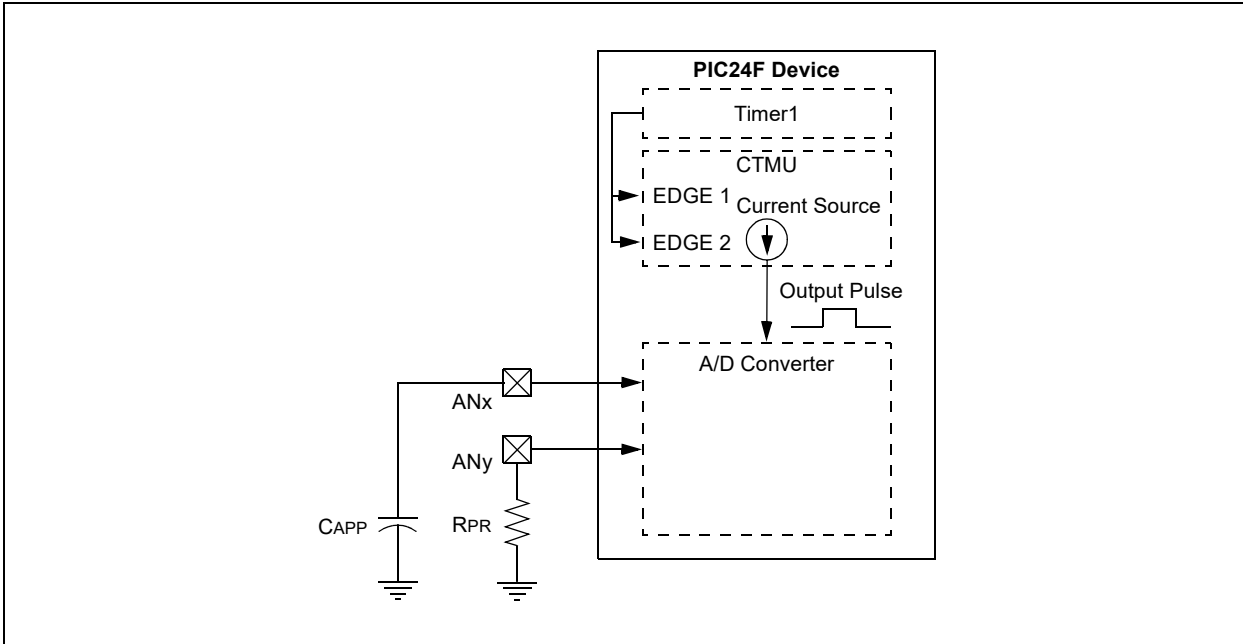 PIC24F Device
Timer1
CTMU
EDGE 1
Current Source
EDGE 2
Output Pulse
A/D Converter
ANx
ANy
CAPP
RPR